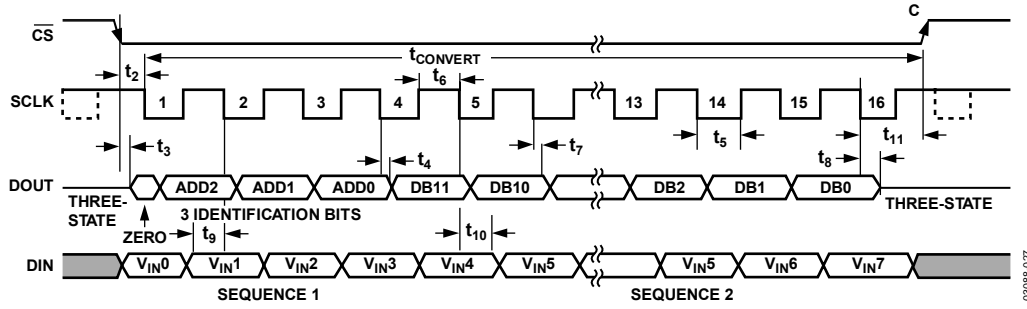 C
CS
tCONVERT
t2 t6
SCLK 1 2 3 4 5 13 14 15 16
t3 t4 t7 t5 t8 t11
DOUT ADD2 ADD1 ADD0 DB11 DB10 DB2 DB1 DB0
THREE-STATE THREE-STATE
3 IDENTIFICATION BITS
ZERO t9 t10
DIN VIN0 VIN1 VIN2 VIN3 VIN4 VIN5 VIN5 VIN6 VIN7
SEQUENCE 1 SEQUENCE 2
03088-027